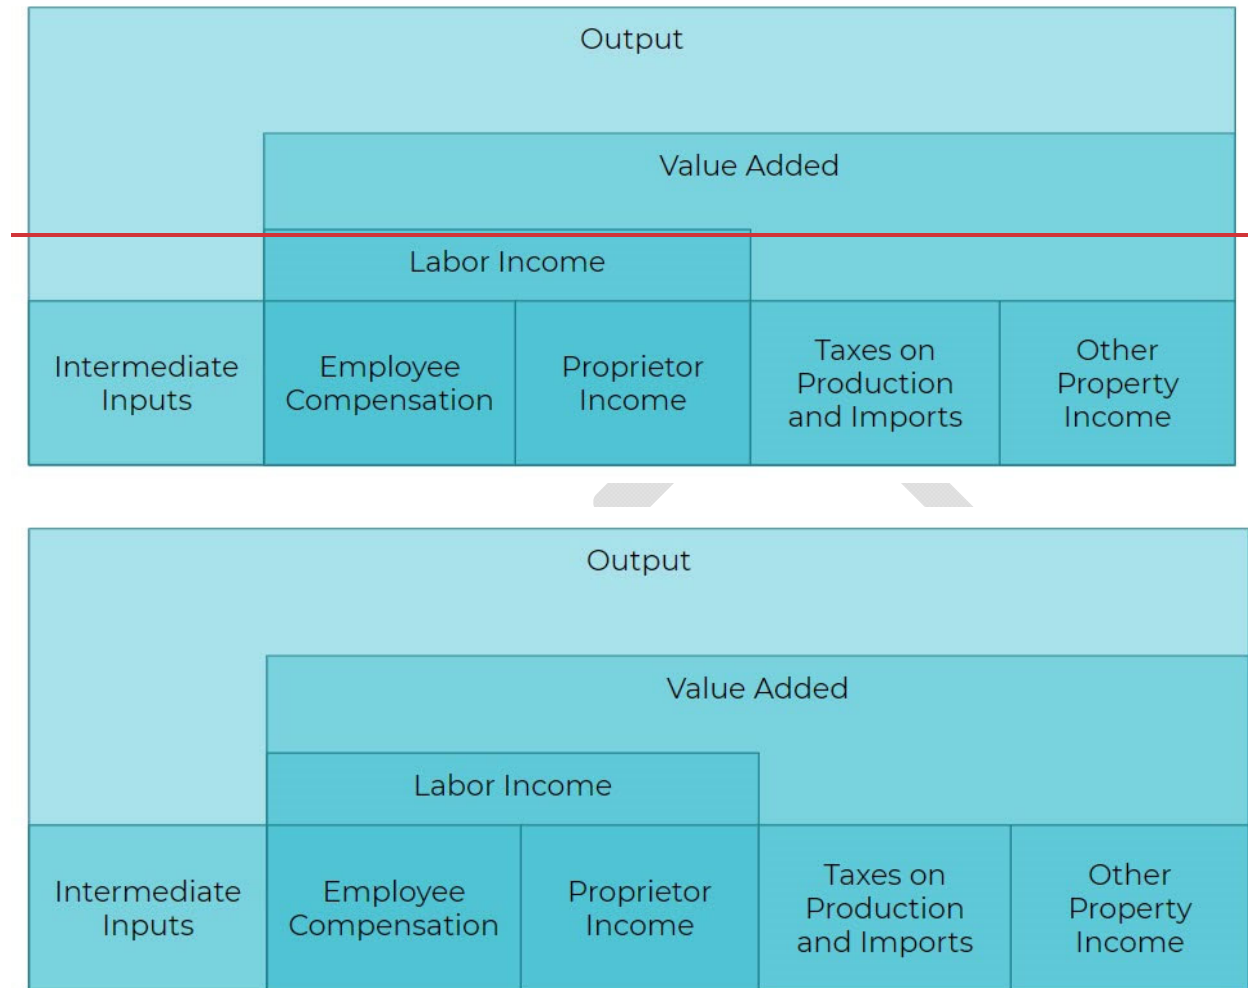 Output
Value Added
Labor Income
Intermediate
Inputs
Employee
Compensation
Proprietor
Income
Taxes on
Production
and Imports
Other
Property
Income
Output
Value Added
Labor Income
Intermediate
Inputs
Employee
Compensation
Proprietor
Income
Taxes on
Production
and Imports
Other
Property
Income